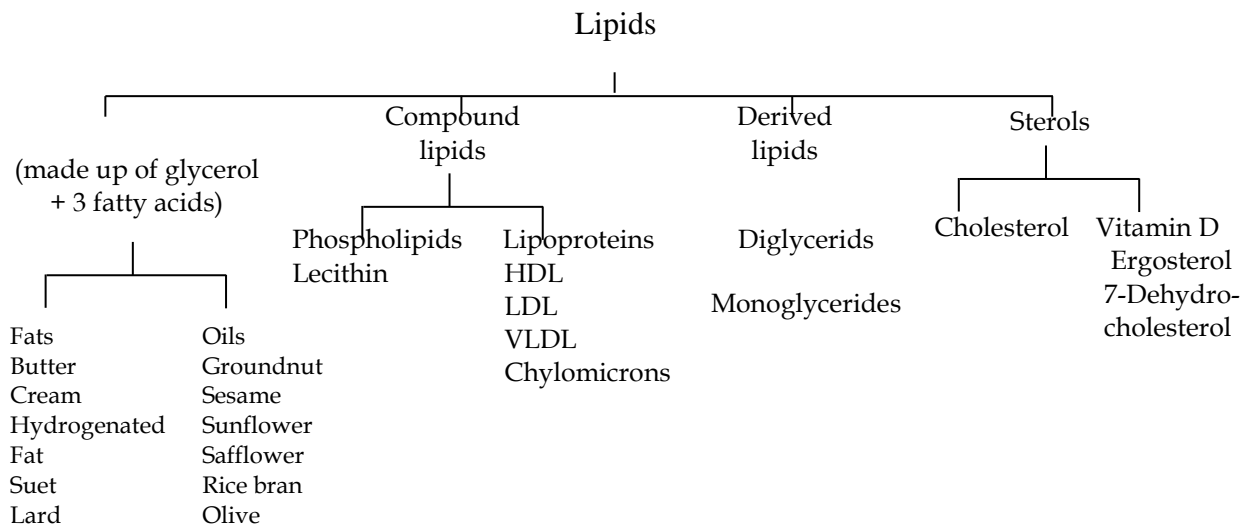 Lipids
(made up of glycerol
+ 3 fatty acids)
Fats
Butter
Cream
Hydrogenated
Fat
Suet
Lard
Oils
Groundnut
Sesame
Sunflower
Safflower
Rice bran
Olive
Compound
lipids
Phospholipids
Lecithin
Lipoproteins
HDL
LDL
VLDL
Chylomicrons
Derived
lipids
Diglycerids
Monoglycerides
Sterols
Cholesterol
Vitamin D
Ergosterol
7-Dehydro-
cholesterol